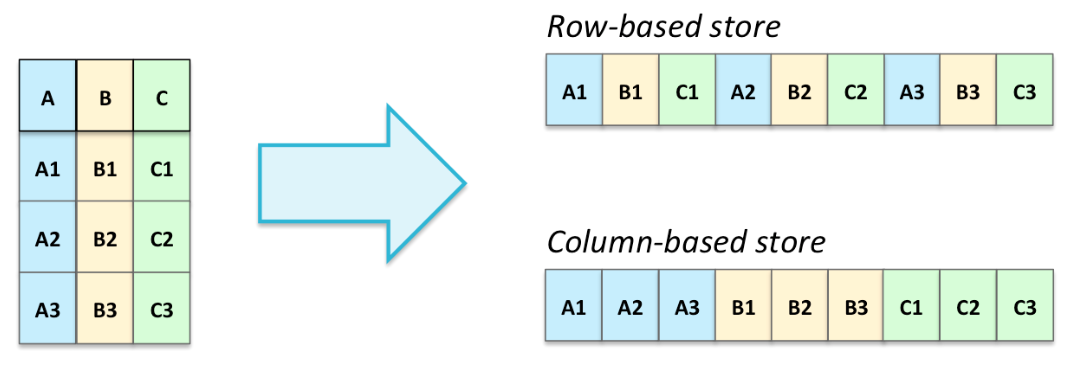 A B C
A1 B1 C1
A2 B2 C2
A3 B3 C3
Row-based store
A1 B1 C1 A2 B2 C2 A3 B3 C3
Column-based store
A1 A2 A3 B1 B2 B3 C1 C2 C3